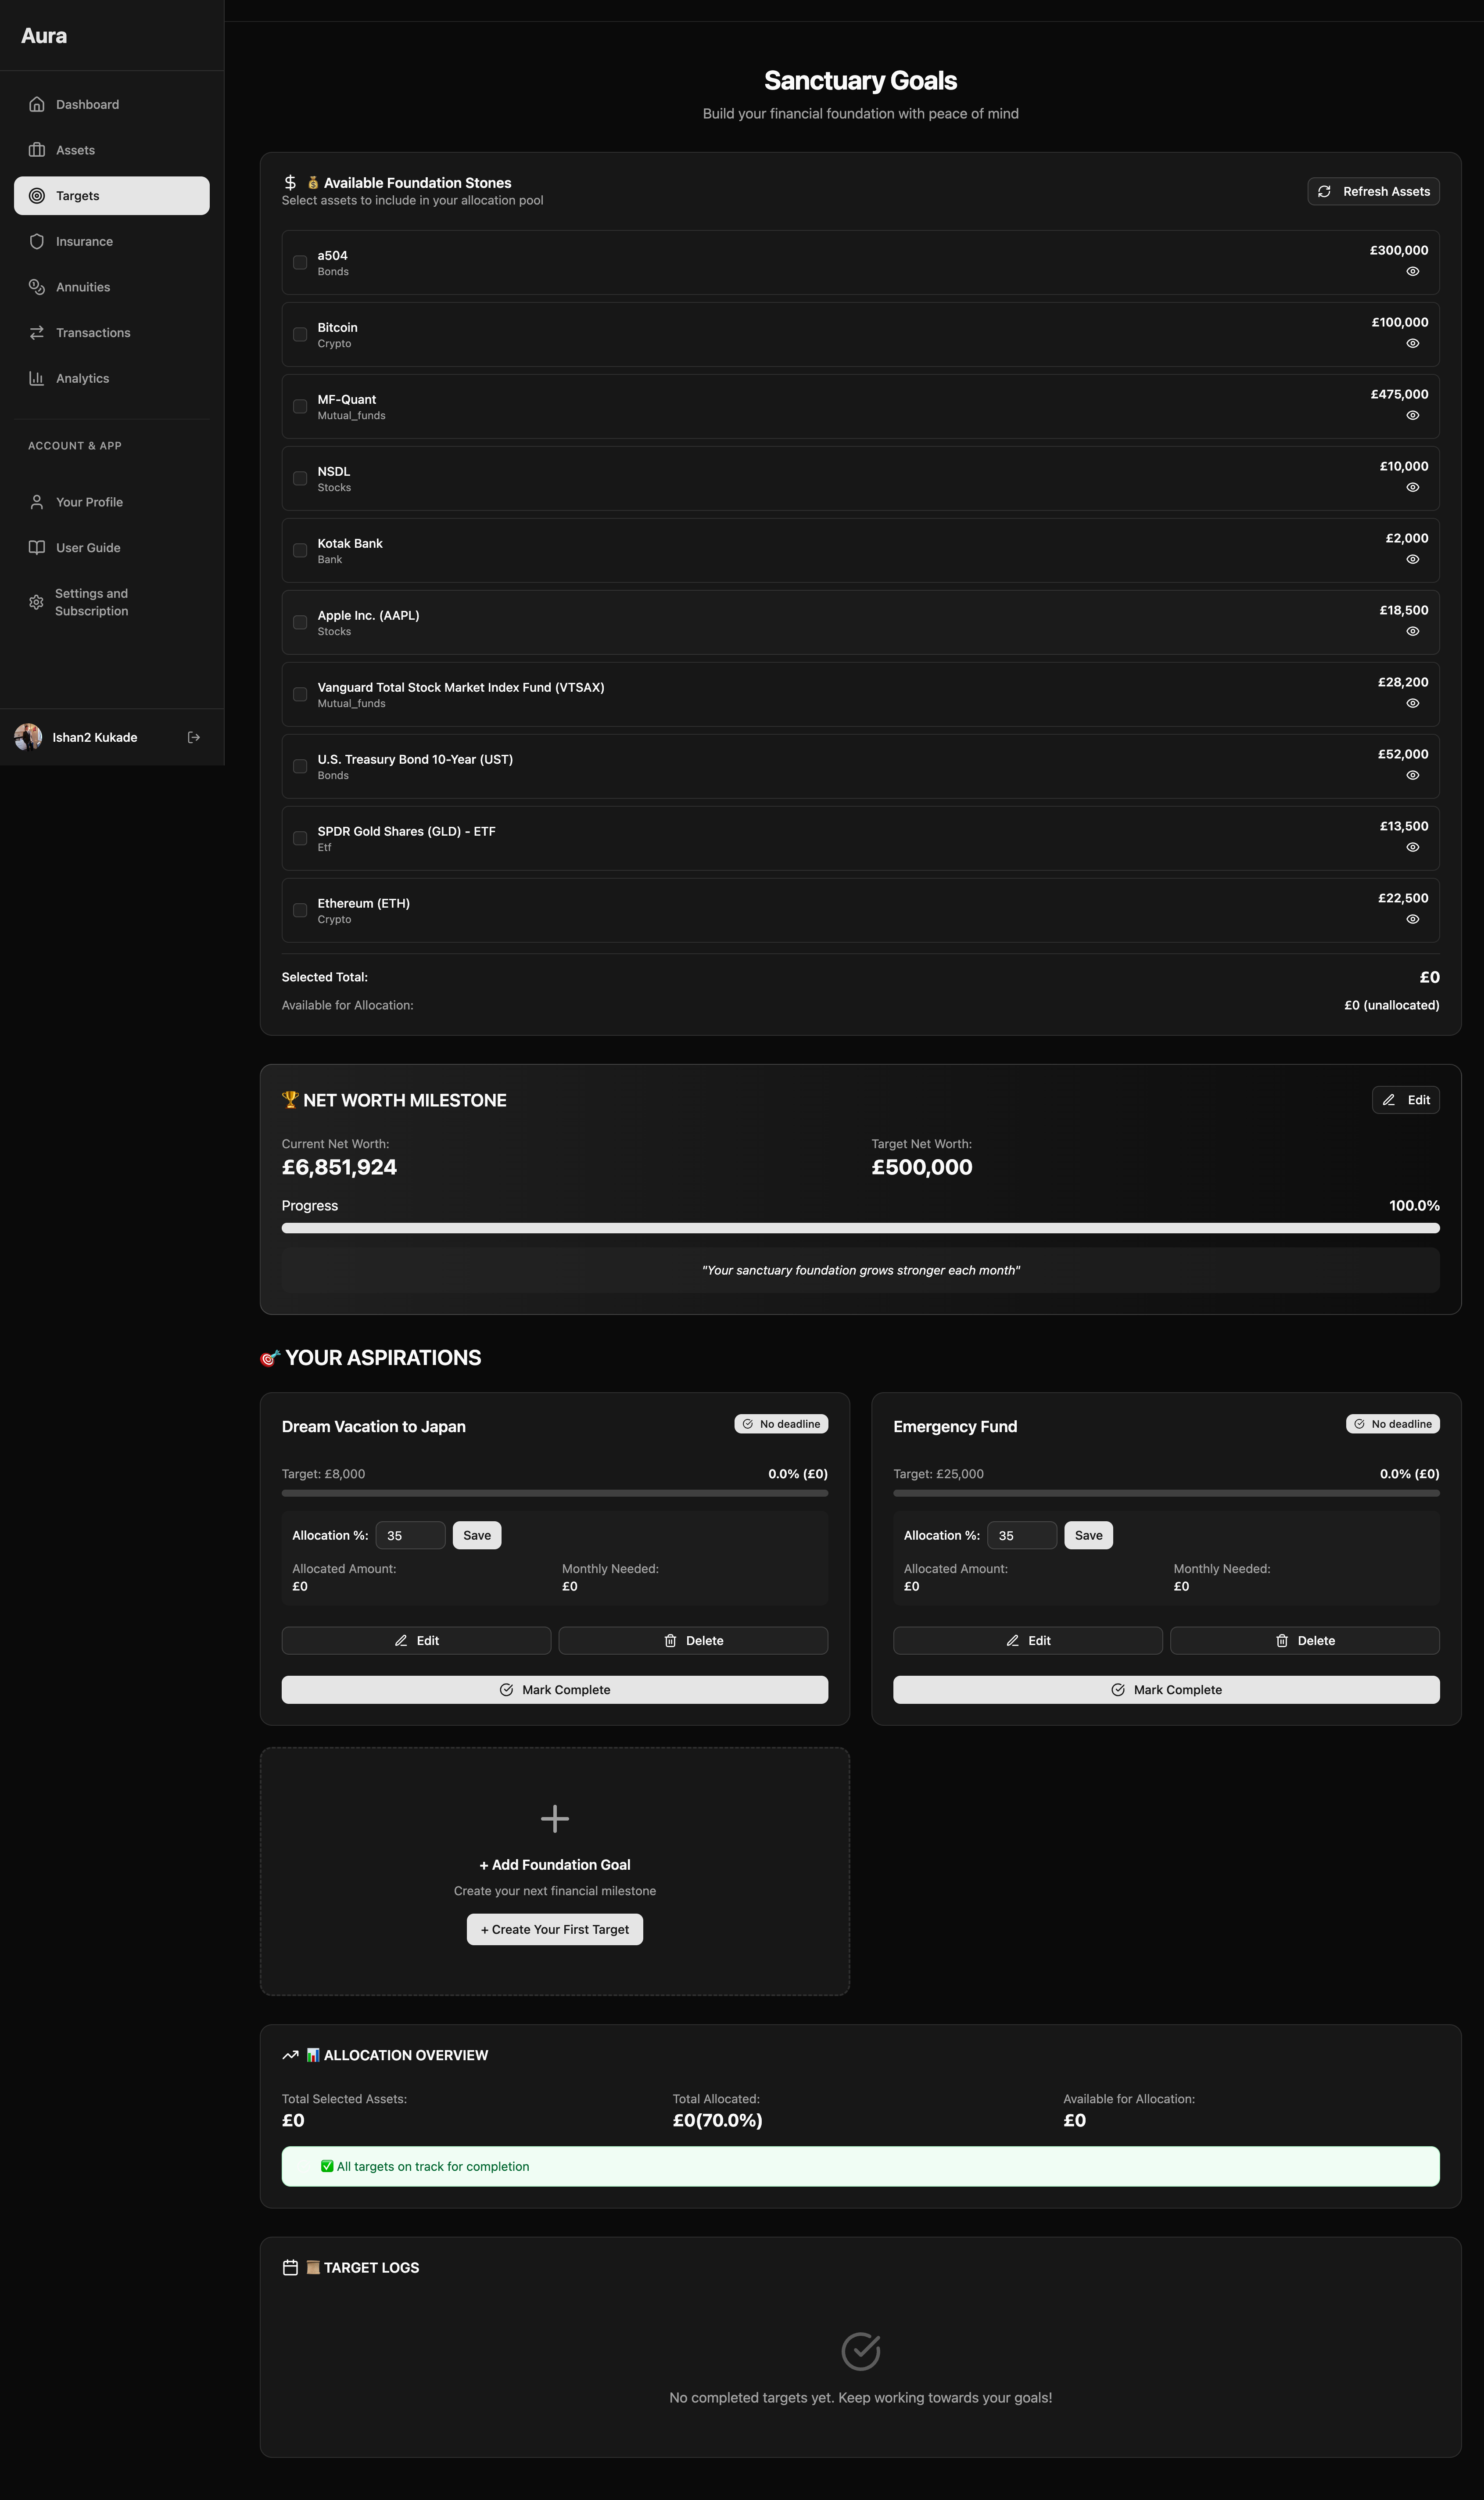 Aura
Dashboard
Assets
Targets
Insurance
Annuities
Transactions
Analytics
ACCOUNT & APP
Your Profile
User Guide
Settings and
Subscription
Ishan2 Kukade
Sanctuary Goals
Build your financial foundation with peace of mind
💰 Available Foundation Stones
Select assets to include in your allocation pool
Refresh Assets
a504
Bonds
£300,000
Bitcoin
Crypto
£100,000
MF-Quant
Mutual_funds
£475,000
NSDL
Stocks
£10,000
Kotak Bank
Bank
£2,000
Apple Inc. (AAPL)
Stocks
£18,500
Vanguard Total Stock Market Index Fund (VTSAX)
Mutual_funds
£28,200
U.S. Treasury Bond 10-Year (UST)
Bonds
£52,000
SPDR Gold Shares (GLD) - ETF
Etf
£13,500
Ethereum (ETH)
Crypto
£22,500
Selected Total: £0
Available for Allocation: £0 (unallocated)
🏆 NET WORTH MILESTONE
Edit
Current Net Worth:
£6,851,924
Target Net Worth:
£500,000
Progress 100.0%
"Your sanctuary foundation grows stronger each month"
🎯 YOUR ASPIRATIONS
Dream Vacation to Japan
No deadline
Target: £8,000 0.0% (£0)
Allocation %: 35 Save
Allocated Amount:
£0
Monthly Needed:
£0
Edit
Delete
Mark Complete
Emergency Fund
No deadline
Target: £25,000 0.0% (£0)
Allocation %: 35 Save
Allocated Amount:
£0
Monthly Needed:
£0
Edit
Delete
Mark Complete
+ Add Foundation Goal
Create your next financial milestone
+ Create Your First Target
📊 ALLOCATION OVERVIEW
Total Selected Assets:
£0
Total Allocated:
£0(70.0%)
Available for Allocation:
£0
✅ All targets on track for completion
📜 TARGET LOGS
No completed targets yet. Keep working towards your goals!